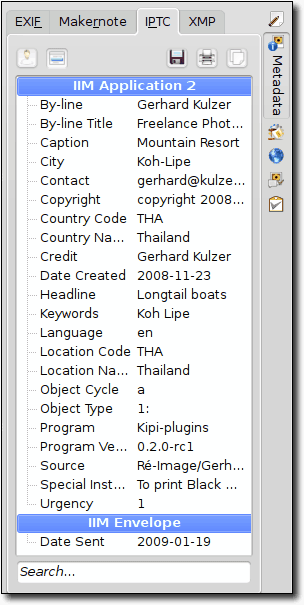 EXIF Makernote IPTC XMP
Metadata
IIM Application 2
By-line Gerhard Kulzer
By-line Title Freelance Phot...
Caption Mountain Resort
City Koh-Lipe
Contact gerhard@kulze...
Copyright copyright 2008...
Country Code THA
Country Na... Thailand
Credit Gerhard Kulzer
Date Created 2008-11-23
Headline Longtail boats
Keywords Koh Lipe
Language en
Location Code THA
Location Na... Thailand
Object Cycle a
Object Type 1:
Program Kipi-plugins
Program Ve... 0.2.0-rc1
Source Ré-Image/Gerh...
Special Inst... To print Black ...
Urgency 1
IIM Envelope
Date Sent 2009-01-19
Search...